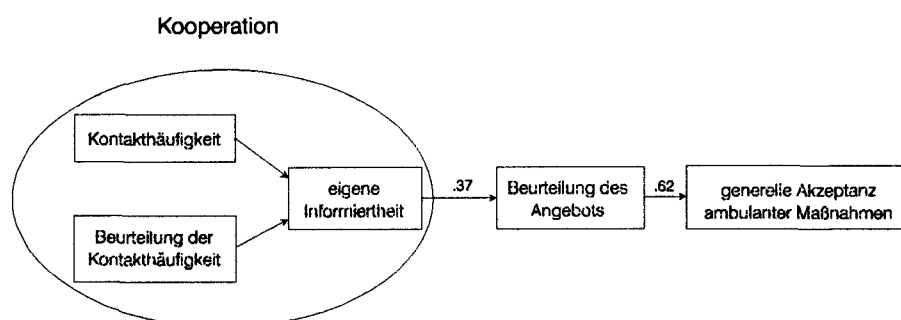 Kooperation
Kontakthäufigkeit
eigene
Informiertheit
.37
Beurteilung des
Angebots
.62
generelle Akzeptanz
ambulanter Maßnahmen
Beurteilung der
Kontakthäufigkeit